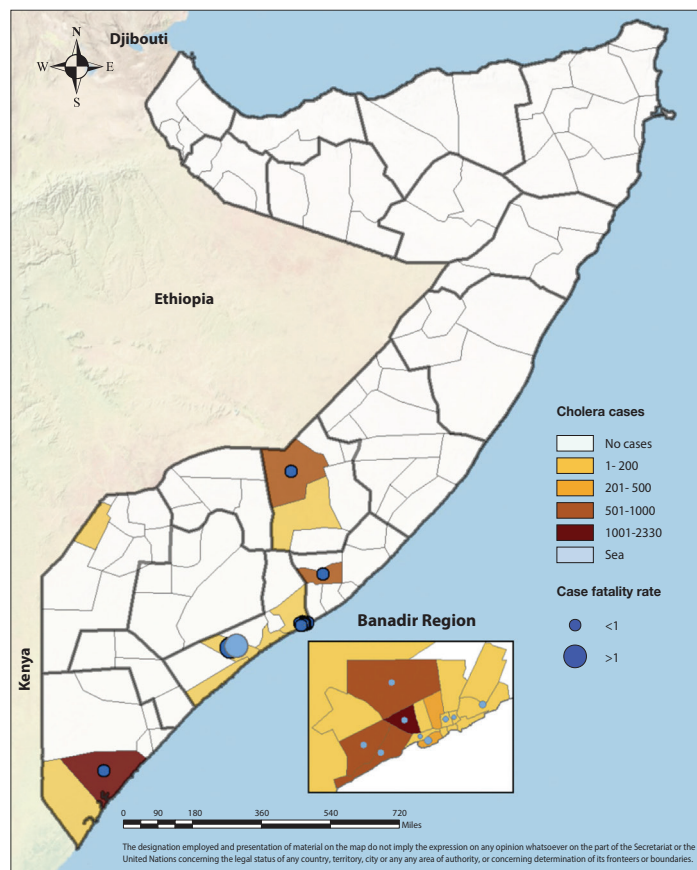 Djibouti
N
W
E
S
Ethiopia
Cholera cases
No cases
1- 200
201- 500
501-1000
1001-2330
Sea
Case fatality rate
<1
>1
Banadir Region
Kenya
0 90 180 360 540 720
Miles
The designation employed and presentation of material on the map do not imply the expression on any opinion whatsoever on the part of the Secretariat or the
United Nations concerning the legal status of any country, territory, city or any any area of authority, or concerning determination of its fronteers or boundaries.